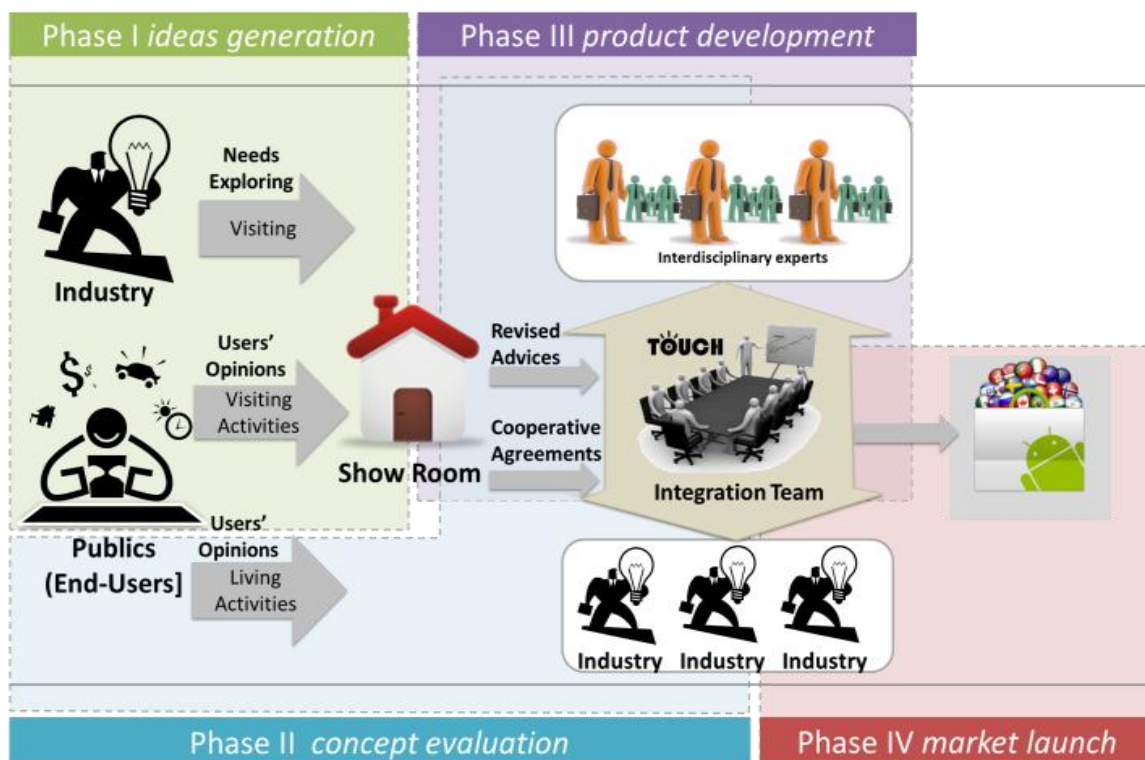 Phase I ideas generation
Phase III product development
Needs
Exploring
Visiting
Industry
Interdisciplinary experts
Users'
Opinions
Visiting
Activities
Revised
Advices
TOUCH
Cooperative
Agreements
Show Room
Integration Team
Publics
(End-Users]
Users'
Opinions
Living
Activities
Industry
Industry
Industry
Phase II concept evaluation
Phase IV market launch